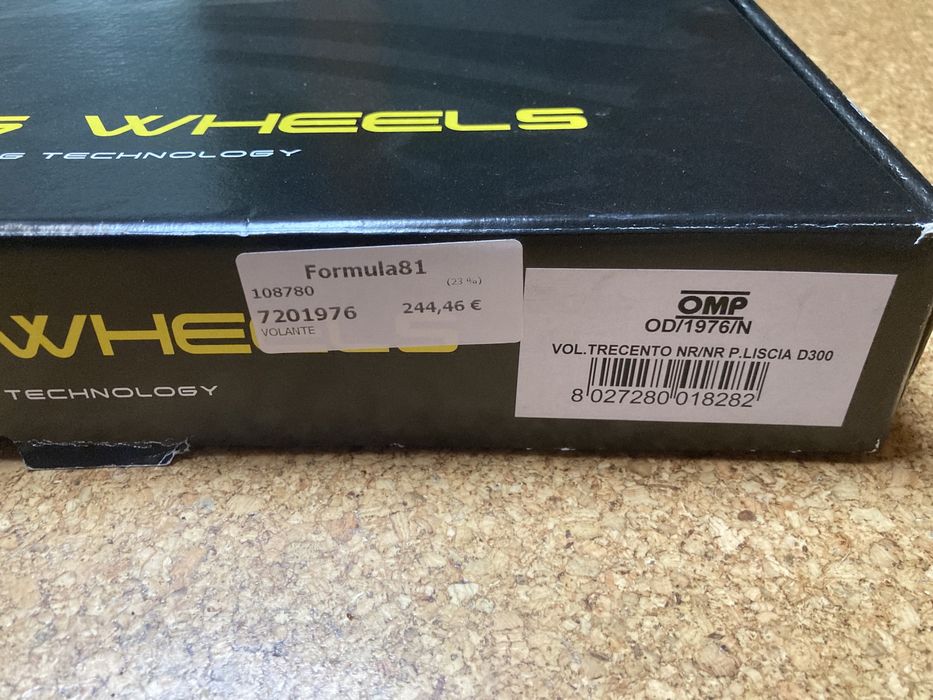 WHEELS
TECHNOLOGY
Formula81
(23 %)
108780
7201976 244,46 €
VOLANTE
WHEELS
TECHNOLOGY
OMP
OD/1976/N
VOL.TRECENTO NR/NR P.LISCIA D300
8 027280 018282